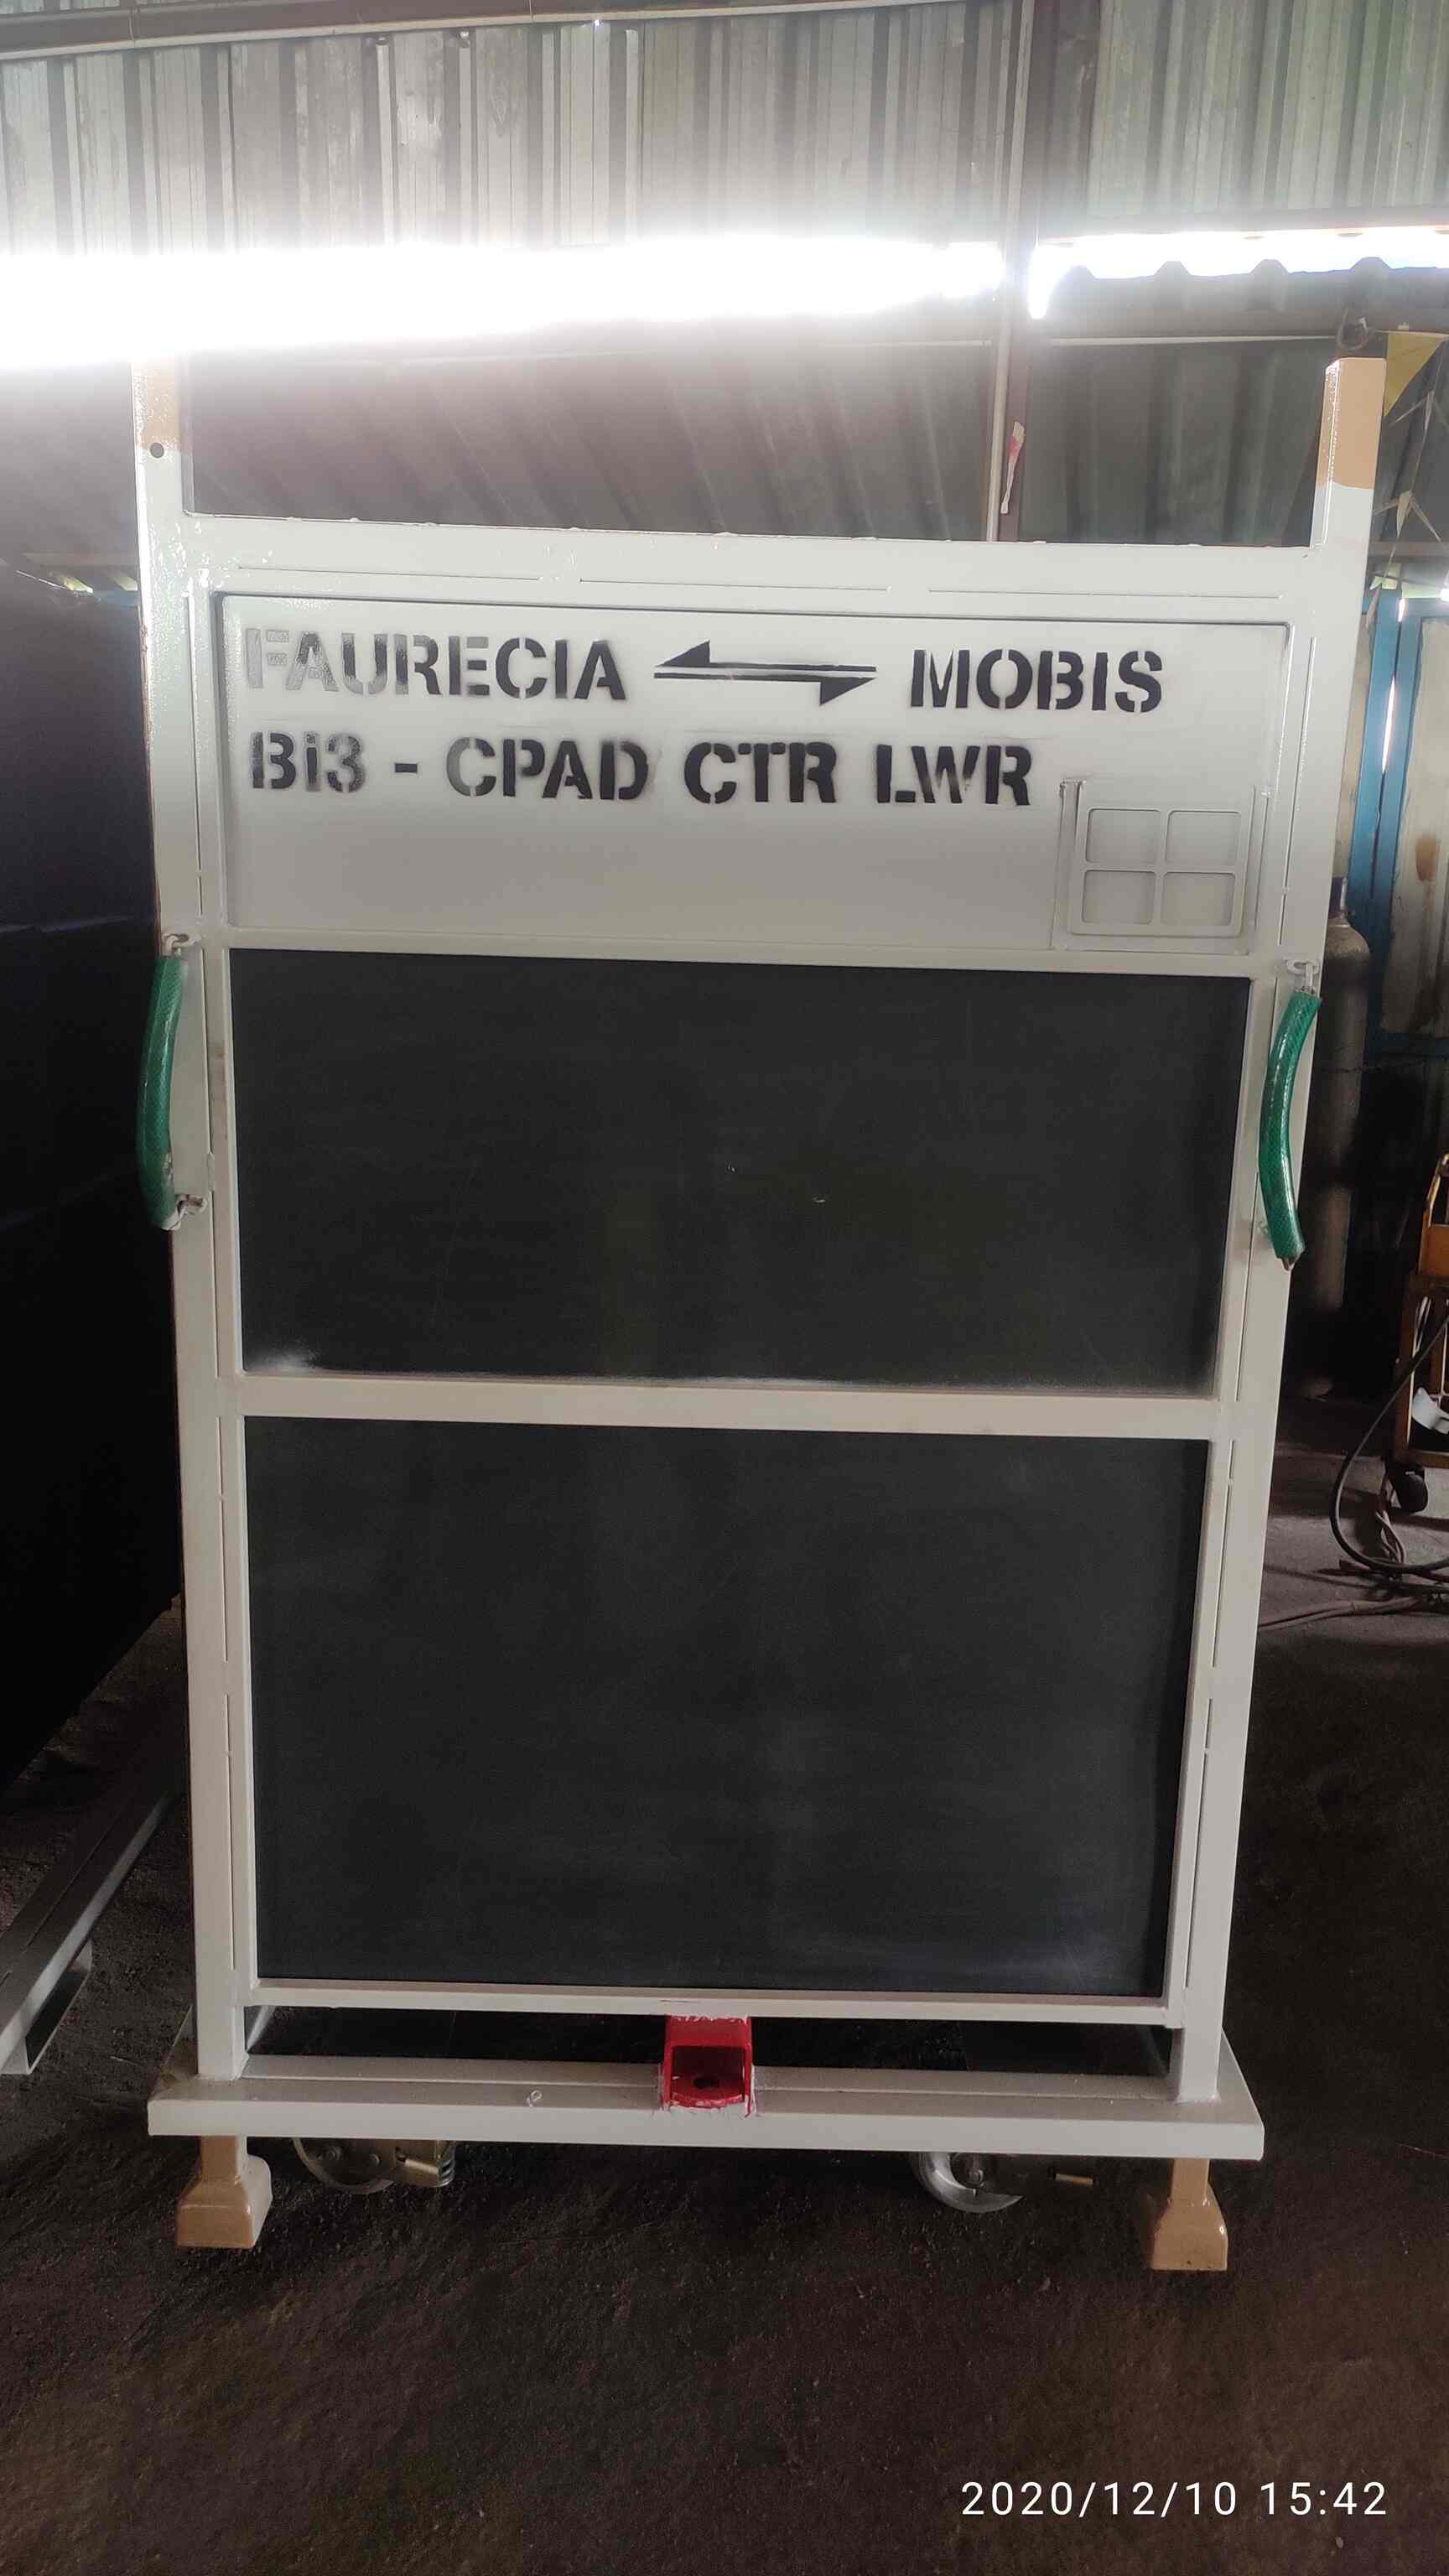 FAURECIA ⇌ MOBIS
Bi3 - CPAD CTR LWR
2020/12/10 15:42